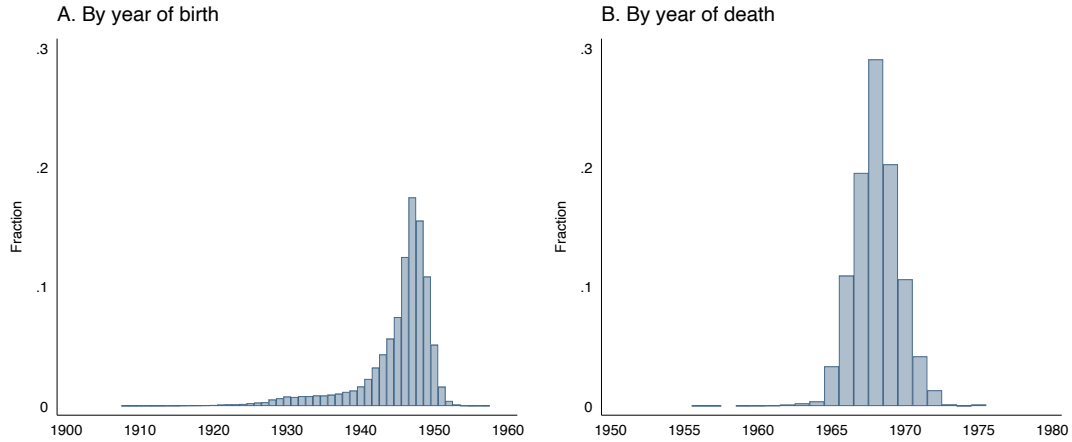 A. By year of birth
.3
.2
.1
0
Fraction
1900 1910 1920 1930 1940 1950 1960
B. By year of death
.3
.2
.1
0
Fraction
1950 1955 1960 1965 1970 1975 1980